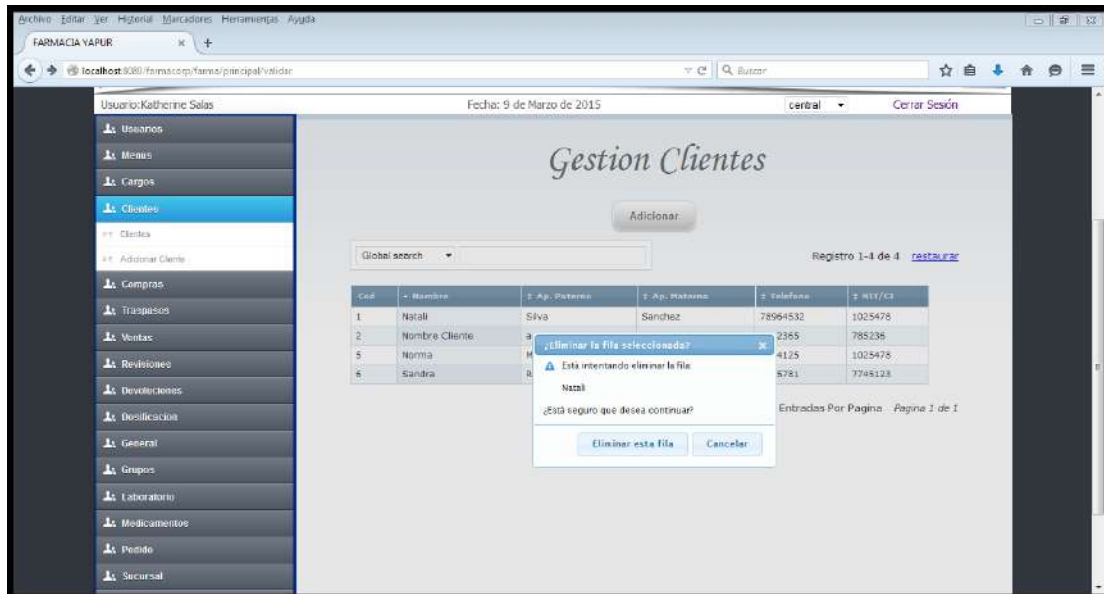 Archivo Editar Ver Historial Marcadores Herramientas Ayuda
FARMACIA YAPUR
localhost:8080/farmacorp/farma/principal/validar
Buscar
Usuario:Katherine Salas
Fecha: 9 de Marzo de 2015
central
Cerrar Sesión
Usuarios
Menus
Cargos
Clientes
Clientes
Adicionar Cliente
Compras
Traspasos
Ventas
Revisiones
Devoluciones
Dosificacion
General
Grupos
Laboratorio
Medicamentos
Pedido
Sucursal
Gestion Clientes
Adicionar
Global search
Registro 1-4 de 4 restaurar
Cod Nombre Ap. Paterno Ap. Materno Telefono NIT/CI
1 Natali Silva Sanchez 78964532 1025478
2 Nombre Cliente a 2365 785236
5 Norma M 4125 1025478
6 Sandra R 5781 7745123
¿Eliminar la fila seleccionada?
Está intentando eliminar la fila
Natali
¿Está seguro que desea continuar?
Eliminar esta fila Cancelar
Entradas Por Pagina Pagina 1 de 1